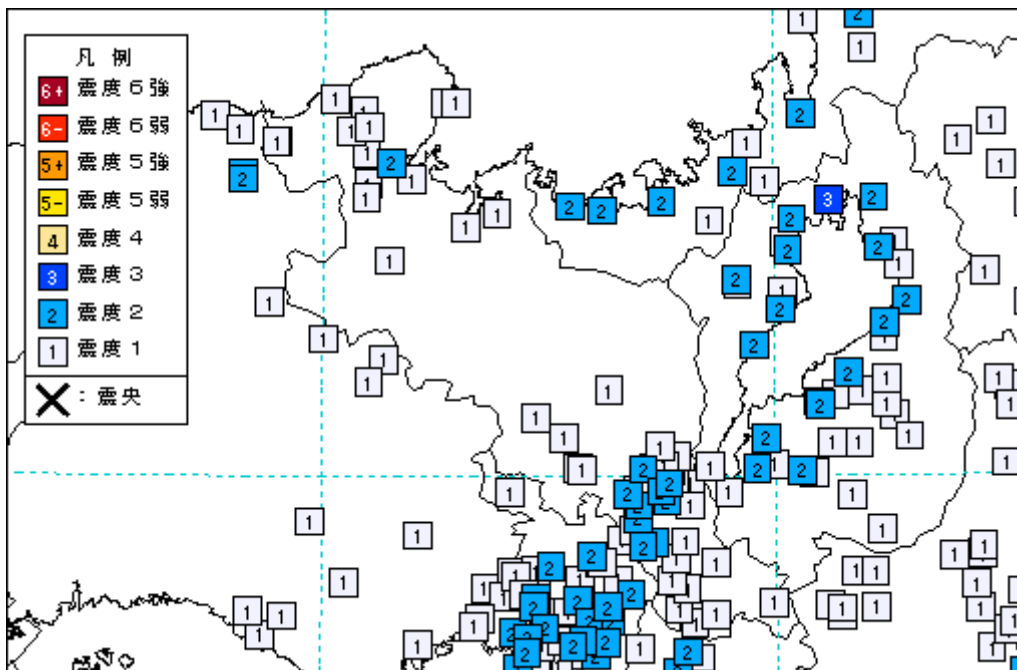 凡 例
6+ 震度６強
6- 震度６弱
5+ 震度５強
5- 震度５弱
4 震度４
3 震度３
2 震度２
1 震度１
：震央